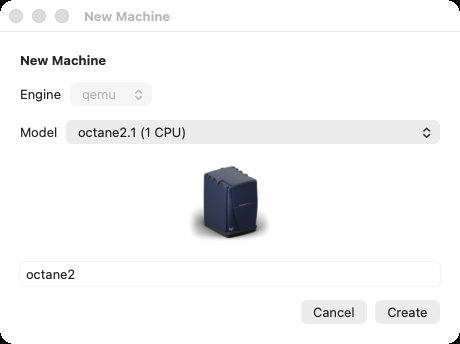 New Machine
New Machine
Engine qemu
Model octane2.1 (1 CPU)
octane2
Cancel Create